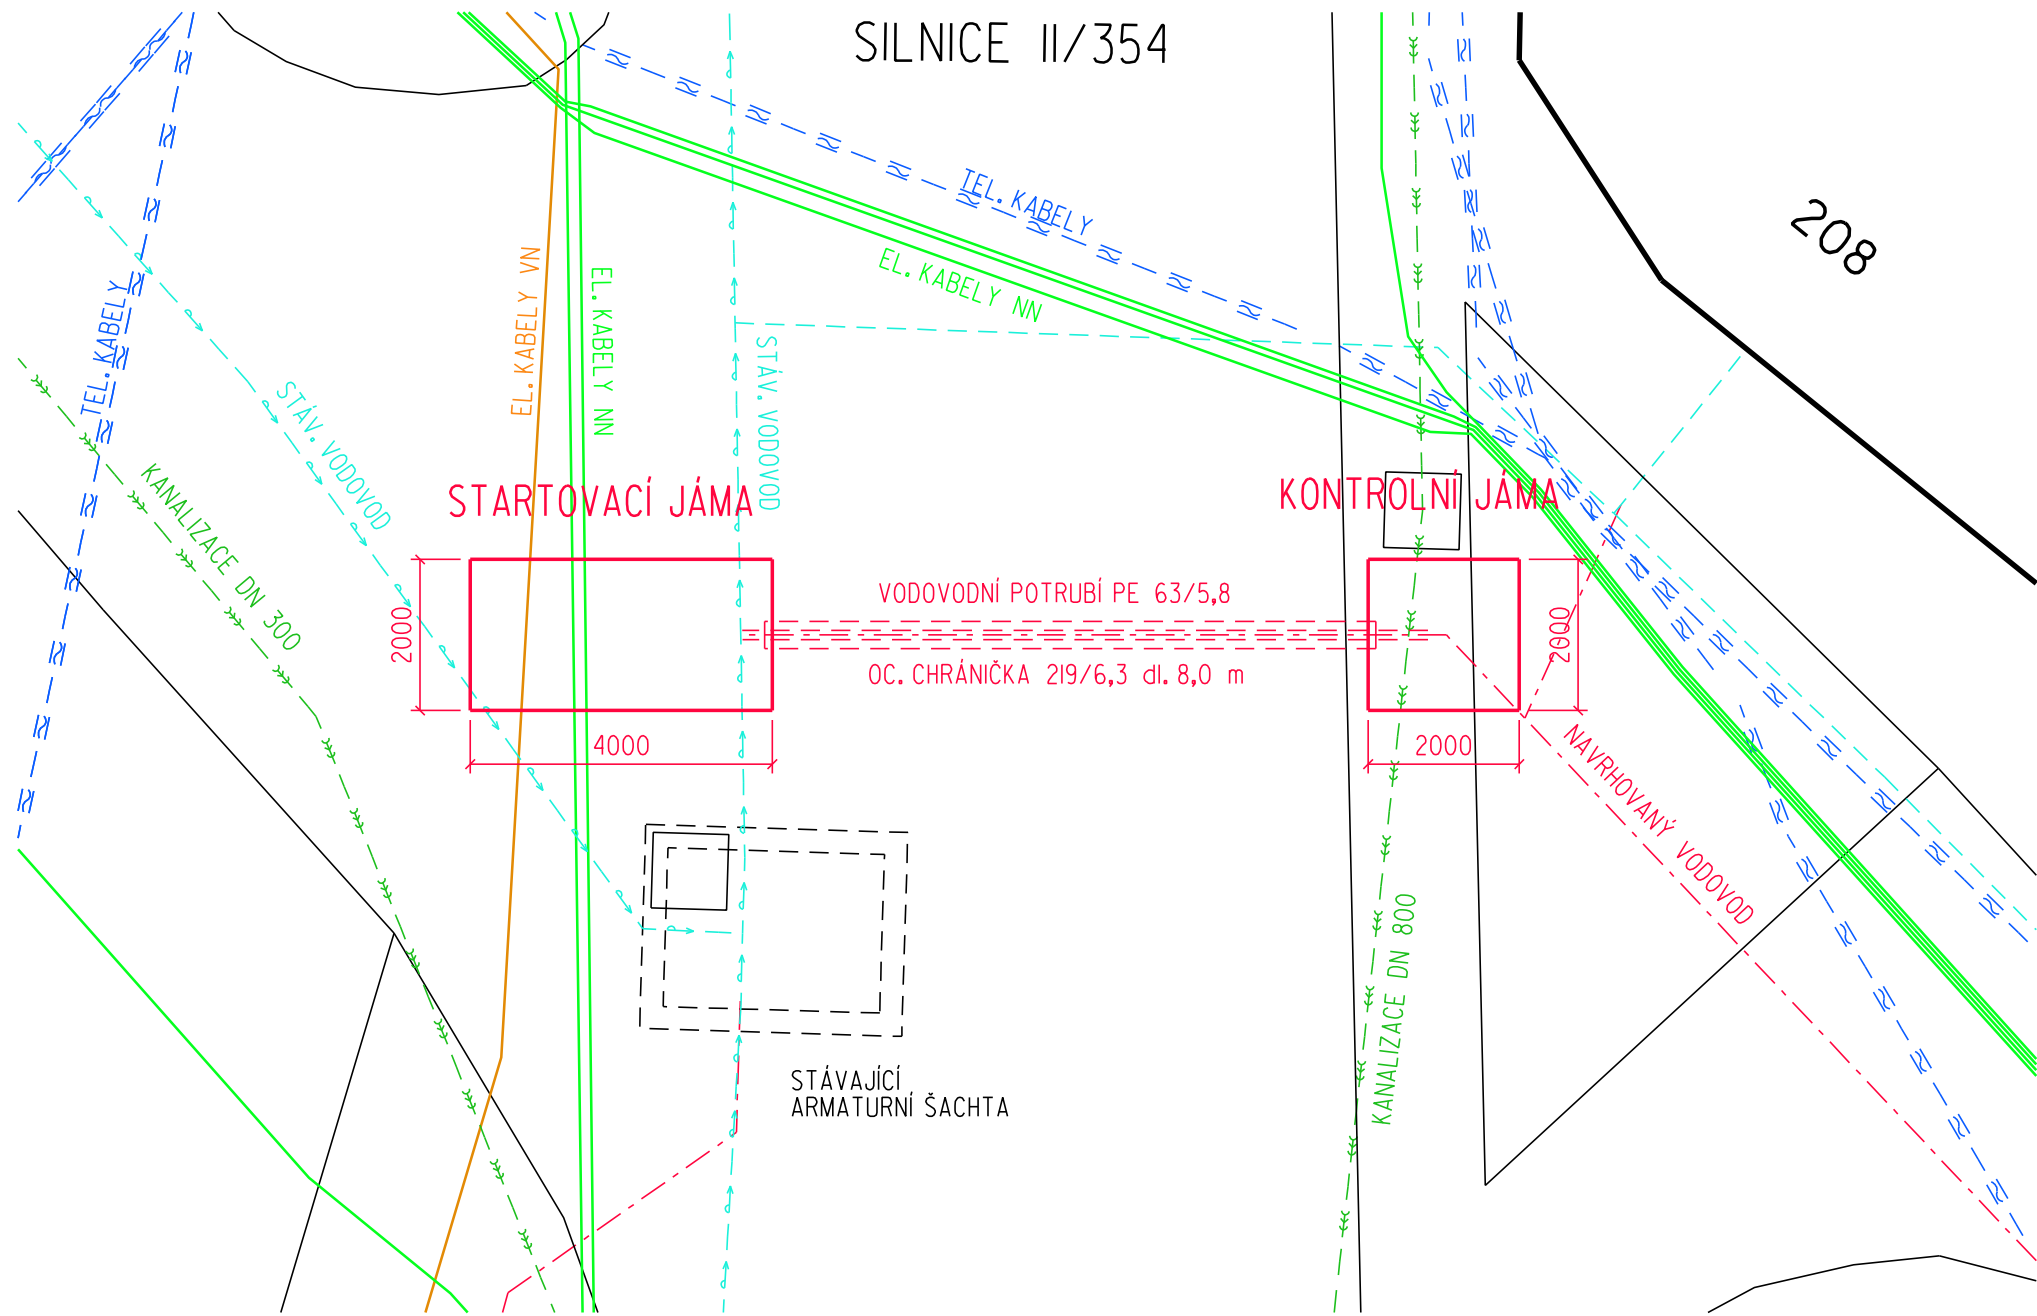 SILNICE II/354
208
TEL. KABELY
EL. KABELY NN
EL. KABELY VN
EL. KABELY NN
TEL. KABELY
STÁV. VODOVOD
STÁV. VODOVOD
KANALIZACE DN 300
STARTOVACÍ JÁMA
KONTROLNÍ JÁMA
VODOVODNÍ POTRUBÍ PE 63/5,8
OC. CHRÁNIČKA 219/6,3 dl. 8,0 m
2000
4000
2000
2000
NAVRHOVANÝ VODOVOD
KANALIZACE DN 800
STÁVAJÍCÍ
ARMATURNÍ ŠACHTA